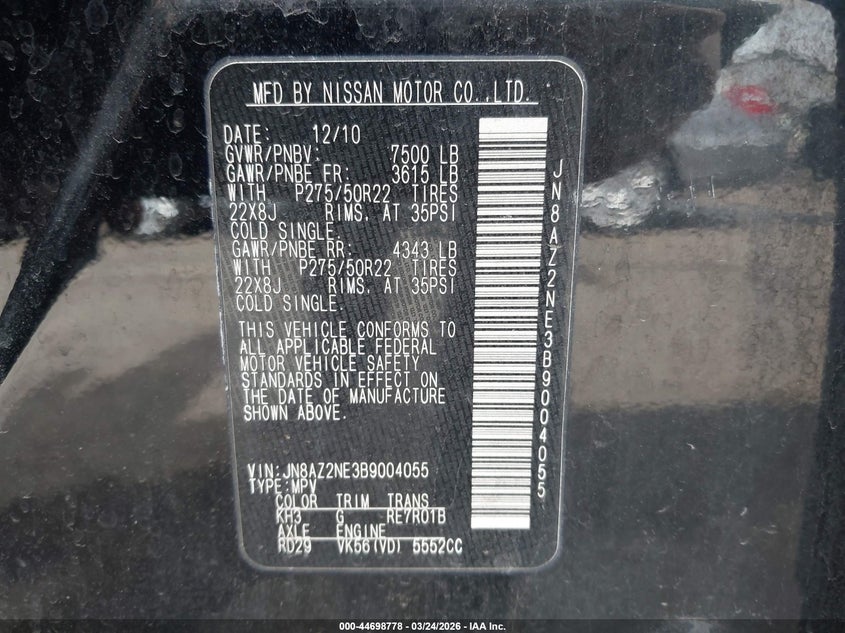 MFD BY NISSAN MOTOR CO.,LTD.
DATE: 12/10
GVWR/PNBV: 7500 LB
GAWR/PNBE FR: 3615 LB
WITH P275/50R22 TIRES
22X8J RIMS, AT 35PSI
COLD SINGLE.
GAWR/PNBE RR: 4343 LB
WITH P275/50R22 TIRES
22X8J RIMS, AT 35PSI
COLD SINGLE.
THIS VEHICLE CONFORMS TO
ALL APPLICABLE FEDERAL
MOTOR VEHICLE SAFETY
STANDARDS IN EFFECT ON
THE DATE OF MANUFACTURE
SHOWN ABOVE.
VIN:JN8AZ2NE3B9004055
TYPE:MPV
COLOR TRIM TRANS
KH3 G RE7R01B
AXLE ENGINE
RD29 VK56(VD) 5552CC
JN8AZ2NE3B9004055
000-44698778 - 03/24/2026 - IAA Inc.